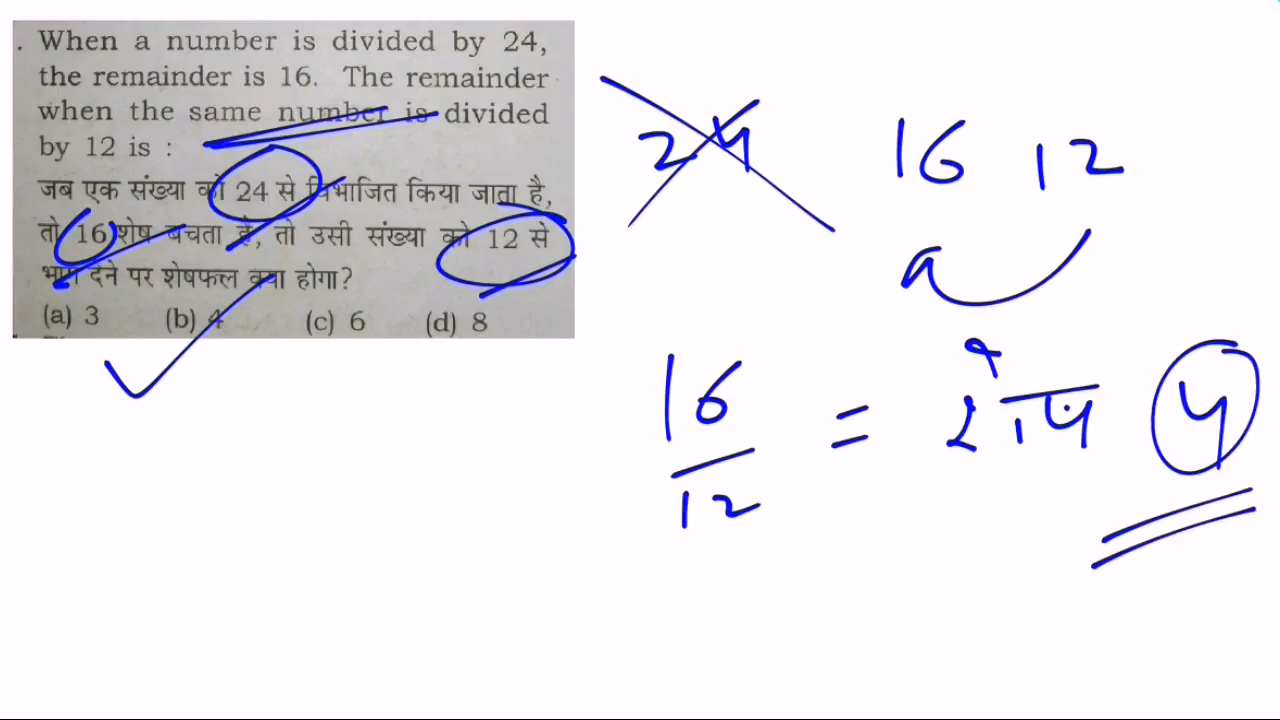 . When a number is divided by 24,
the remainder is 16. The remainder
when the same number is divided
by 12 is :
जब एक संख्या को 24 से विभाजित किया जाता है,
तो 16 शेष बचता है, तो उसी संख्या को 12 से
भाग देने पर शेषफल क्या होगा?
(a) 3 (b) 4 (c) 6 (d) 8
24 16 12
16
12
= शेष 4